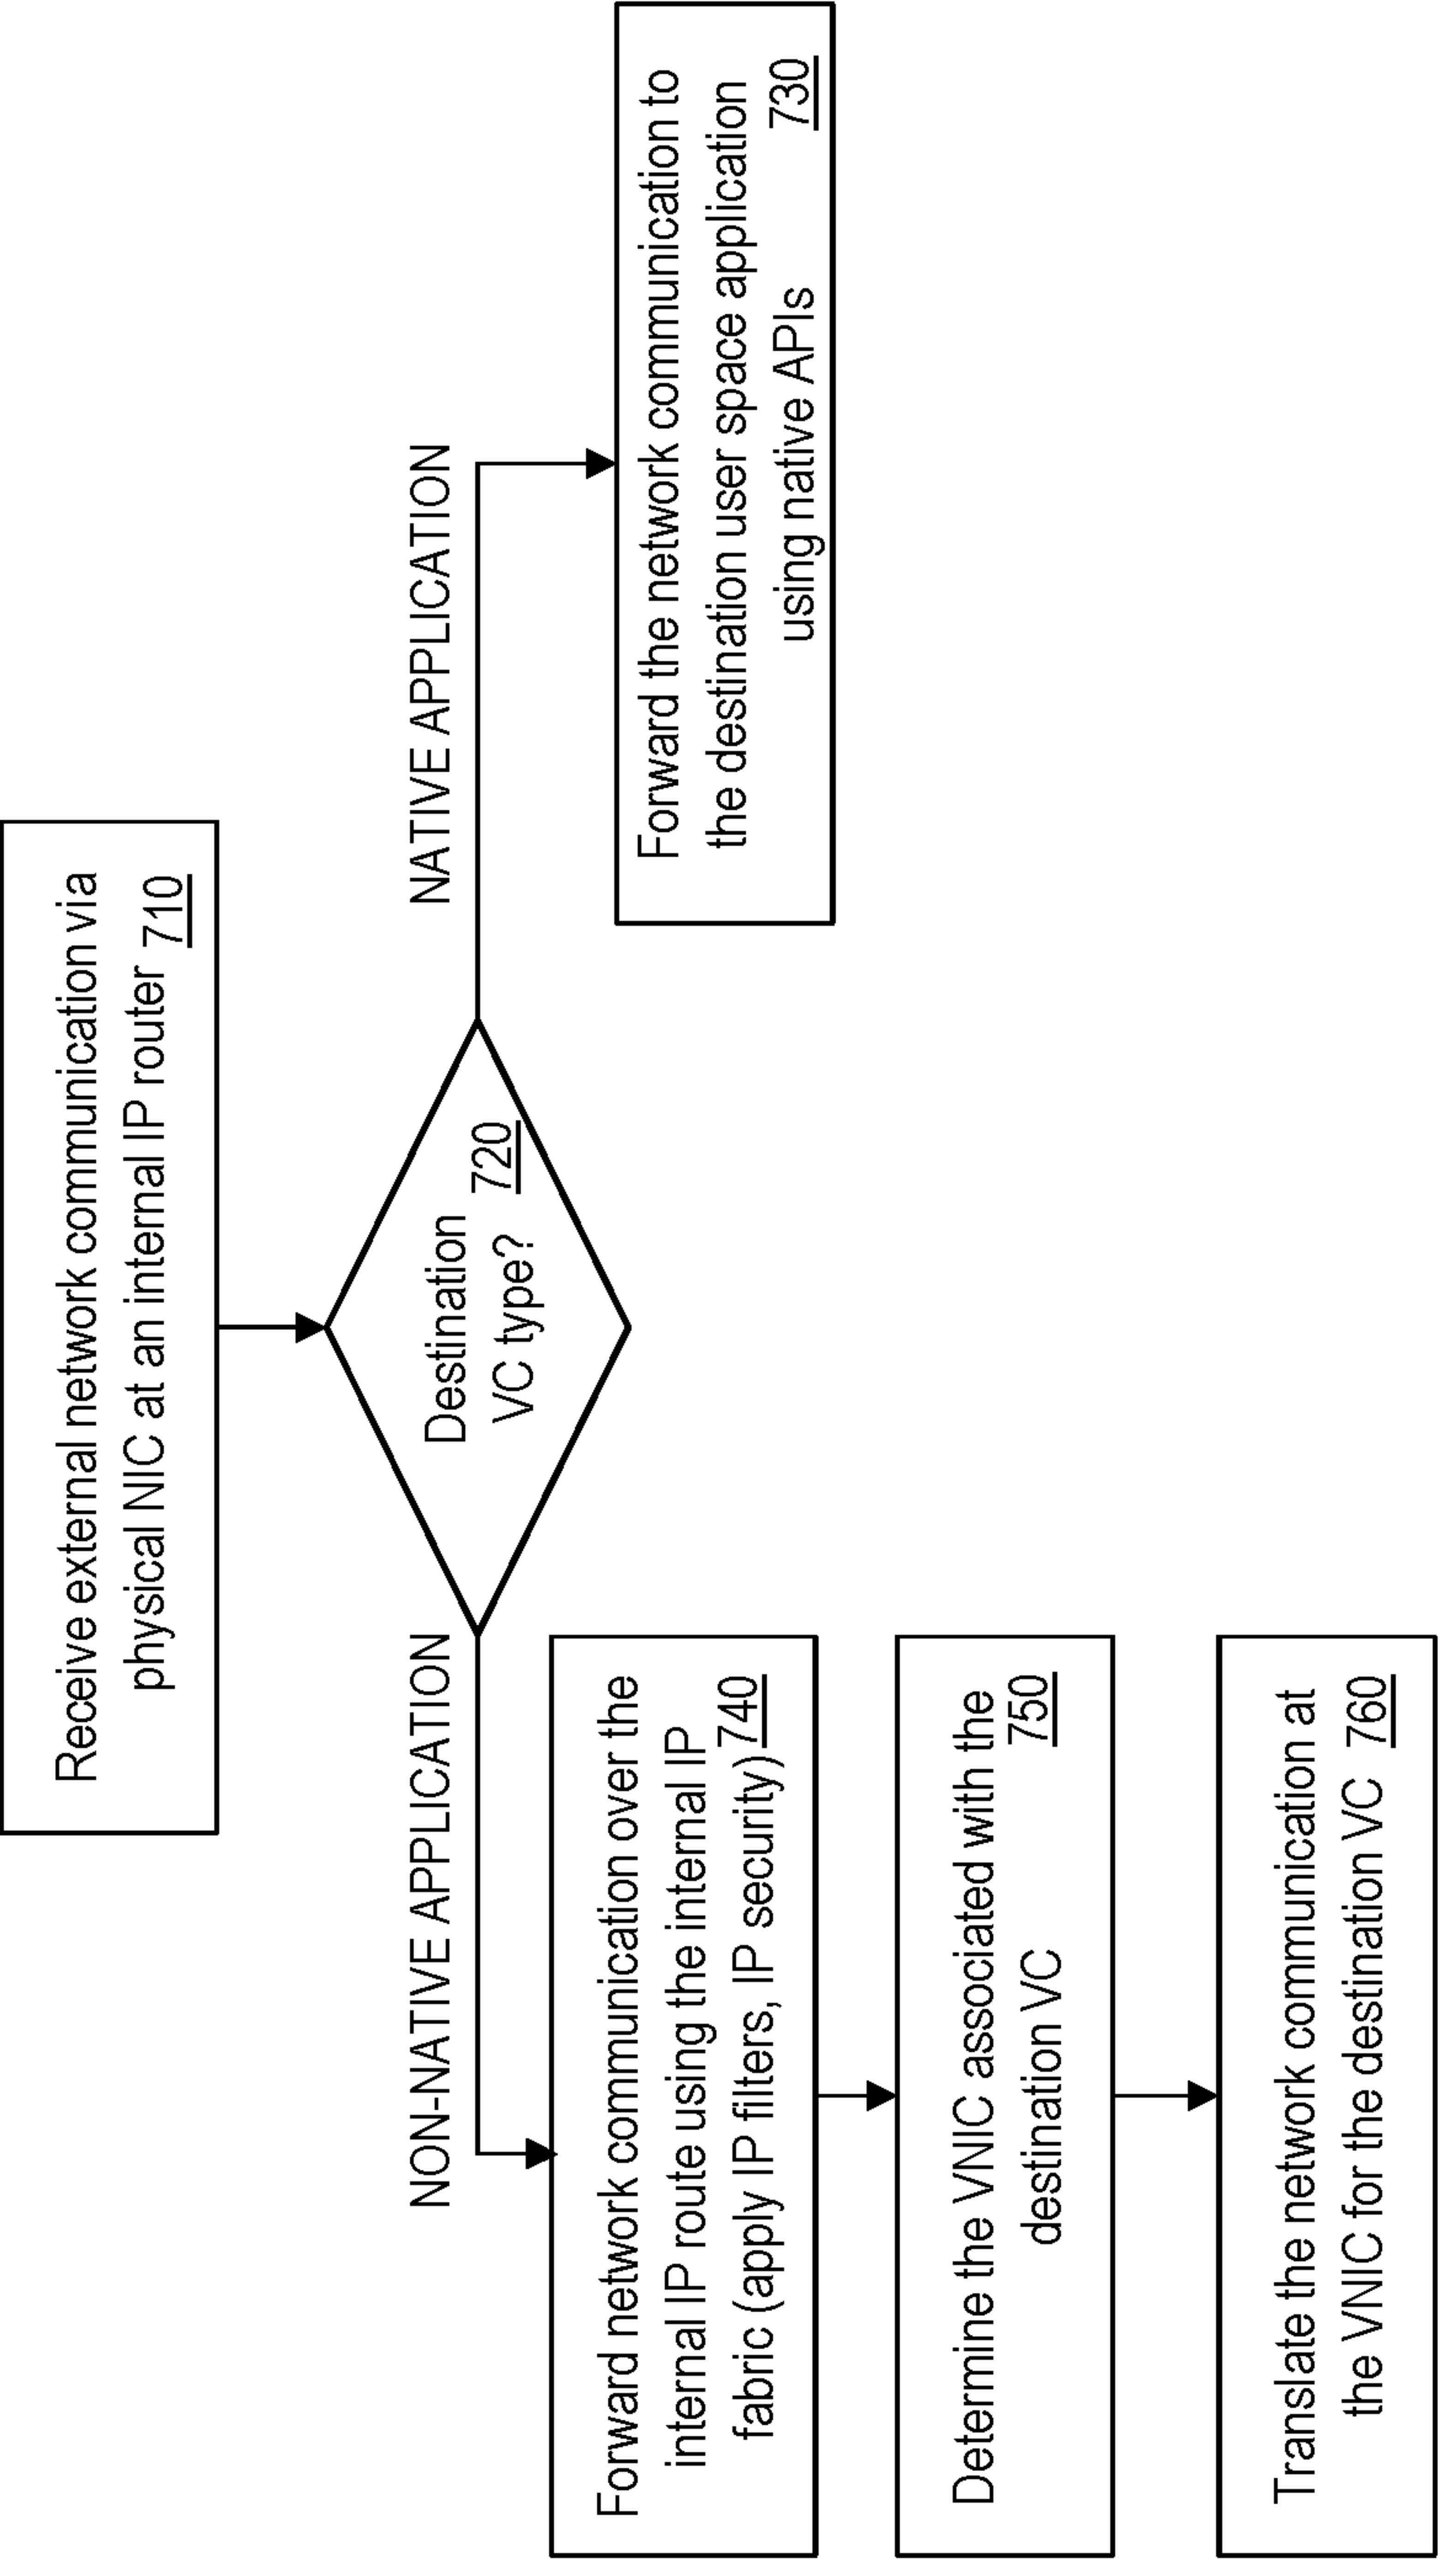 Receive external network communication via
physical NIC at an internal IP router 710
Destination
VC type? 720
NON-NATIVE APPLICATION
NATIVE APPLICATION
Forward the network communication to
the destination user space application
using native APIs 730
Forward network communication over the
internal IP route using the internal IP
fabric (apply IP filters, IP security) 740
Determine the VNIC associated with the
destination VC 750
Translate the network communication at
the VNIC for the destination VC 760